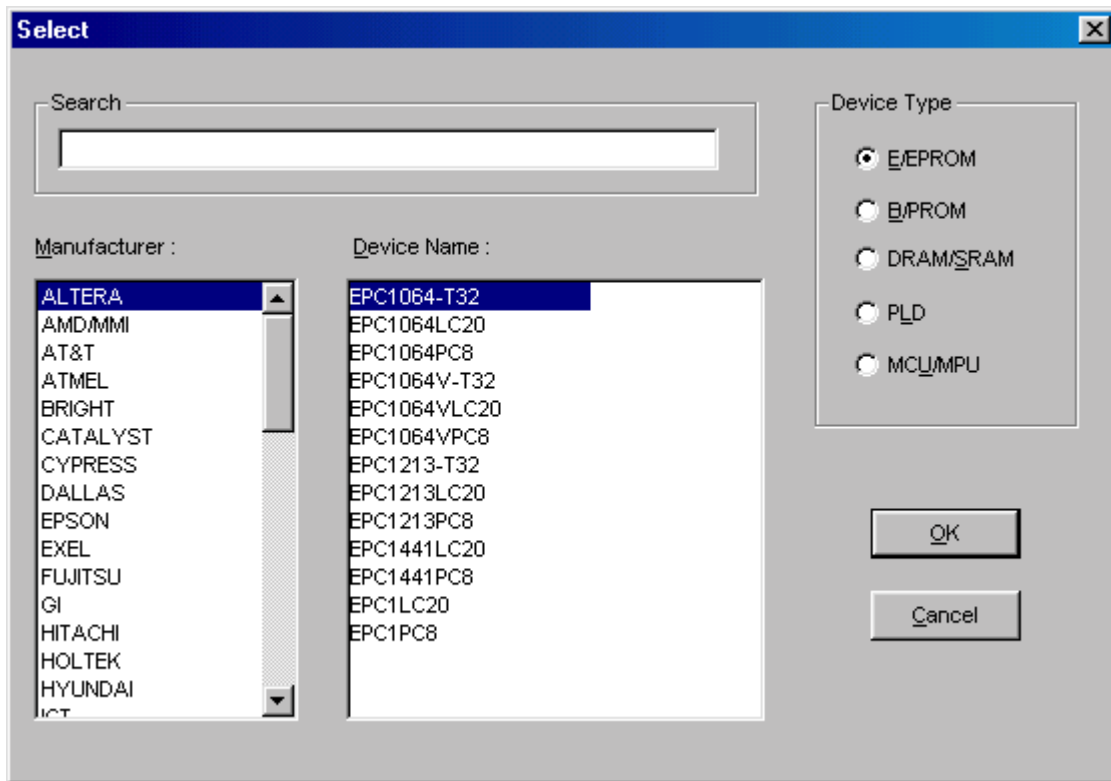 Select
Search
Device Type
E/EPROM
B/PROM
DRAM/SRAM
PLD
MCU/MPU
Manufacturer :
ALTERA
AMD/MMI
AT&T
ATMEL
BRIGHT
CATALYST
CYPRESS
DALLAS
EPSON
EXEL
FUJITSU
GI
HITACHI
HOLTEK
HYUNDAI
ICT
Device Name :
EPC1064-T32
EPC1064LC20
EPC1064PC8
EPC1064V-T32
EPC1064VLC20
EPC1064VPC8
EPC1213-T32
EPC1213LC20
EPC1213PC8
EPC1441LC20
EPC1441PC8
EPC1LC20
EPC1PC8
OK
Cancel